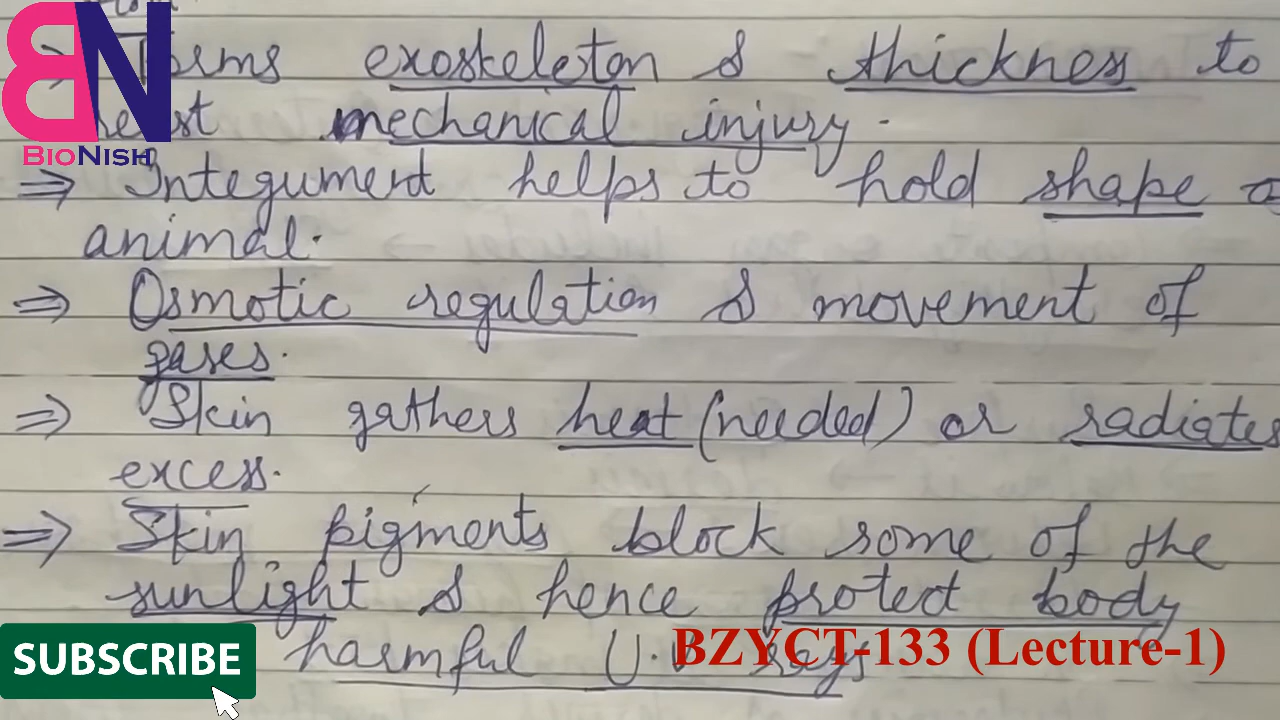 ⇒ Forms exoskeleton & thickness to
resist mechanical injury.
BN
BIONISH
⇒ Integument helps to hold shape of
animal.
⇒ Osmotic regulation & movement of
gases.
⇒ Skin gathers heat (needed) or radiates
excess.
⇒ Skin pigments block some of the
sunlight & hence protect body
harmful U.V rays
BZYCT-133 (Lecture-1)
SUBSCRIBE